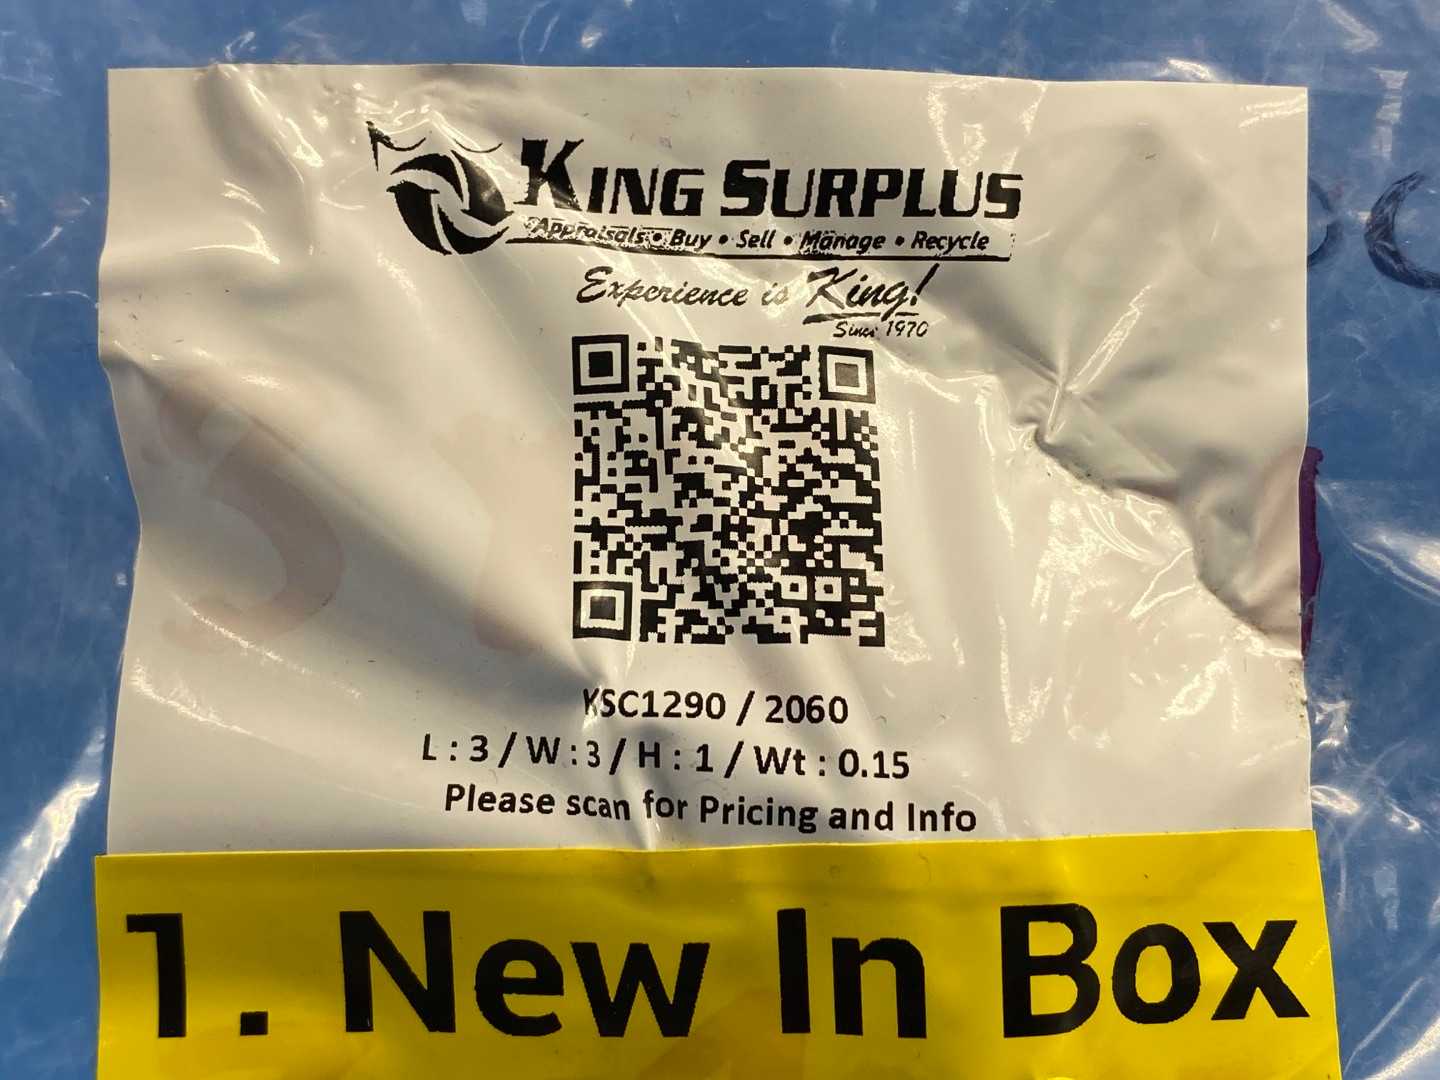 KING SURPLUS
Appraisals • Buy • Sell • Manage • Recycle
Experience is King!
Since 1970
KSC1290 / 2060
L : 3 / W : 3 / H : 1 / Wt : 0.15
Please scan for Pricing and Info
1. New In Box